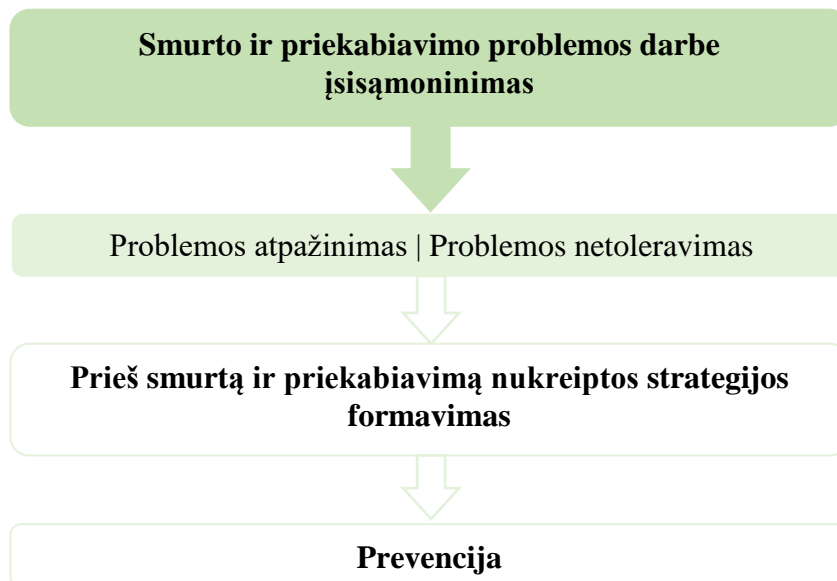 Smurto ir priekabiavimo problemos darbe
įsisąmoninimas
Problemos atpažinimas | Problemos netoleravimas
Prieš smurtą ir priekabiavimą nukreiptos strategijos
formavimas
Prevencija